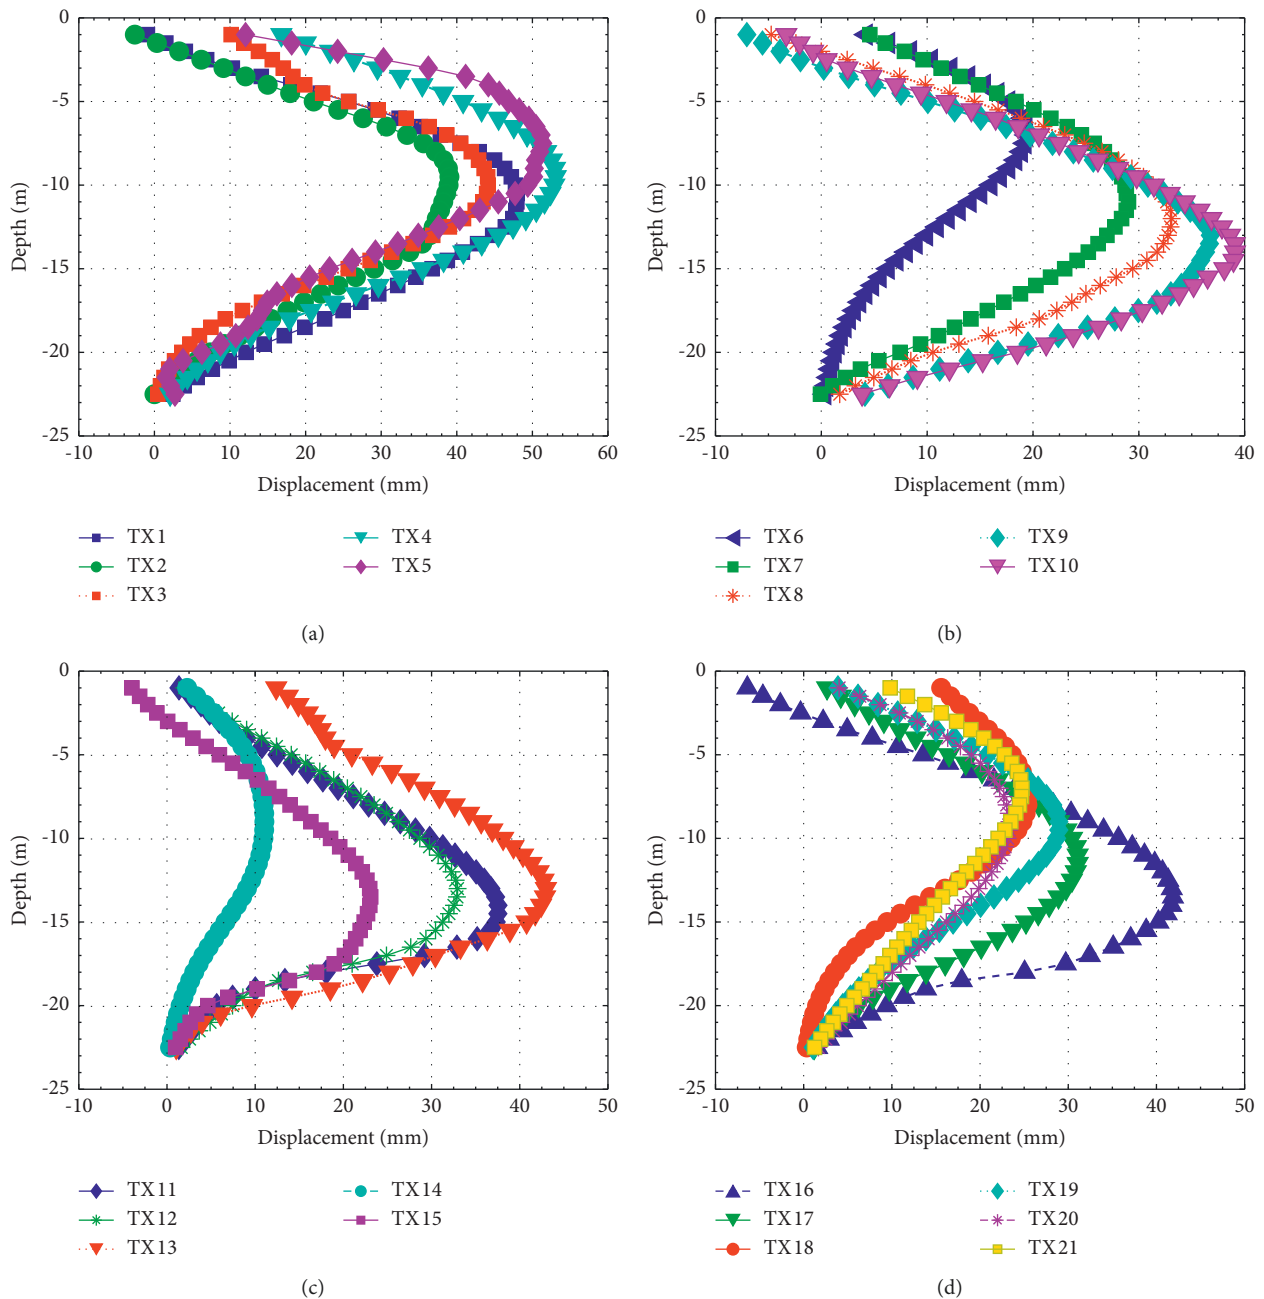 0
-5
-10
-15
-20
-25
Depth (m)
-10 0 10 20 30 40 50 60
Displacement (mm)
TX1
TX2
TX3
TX4
TX5
(a)
0
-5
-10
-15
-20
-25
Depth (m)
-10 0 10 20 30 40
Displacement (mm)
TX6
TX7
TX8
TX9
TX10
(b)
0
-5
-10
-15
-20
-25
Depth (m)
-10 0 10 20 30 40 50
Displacement (mm)
TX11
TX12
TX13
TX14
TX15
(c)
0
-5
-10
-15
-20
-25
Depth (m)
-10 0 10 20 30 40 50
Displacement (mm)
TX16
TX17
TX18
TX19
TX20
TX21
(d)